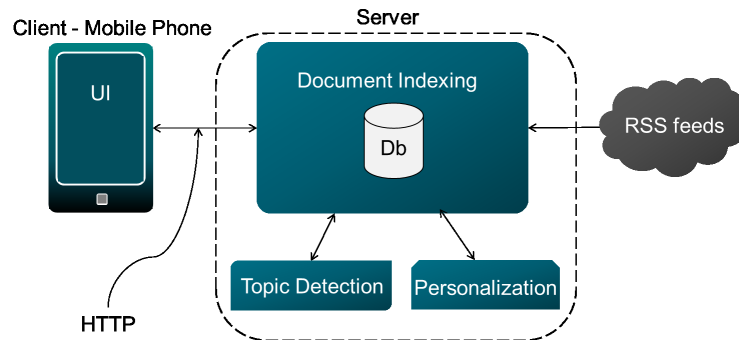 Server
Client - Mobile Phone
UI
Document Indexing
Db
RSS feeds
Topic Detection
Personalization
HTTP